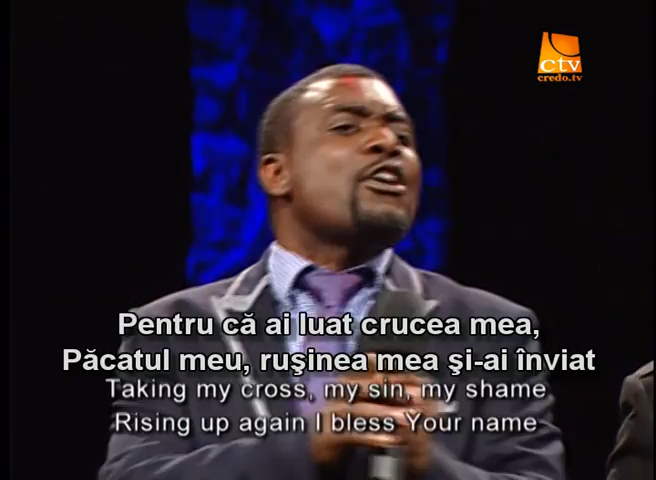 ctv
credo.tv
Pentru că ai luat crucea mea,
Păcatul meu, ruşinea mea şi-ai înviat
Taking my cross, my sin, my shame
Rising up again I bless Your name